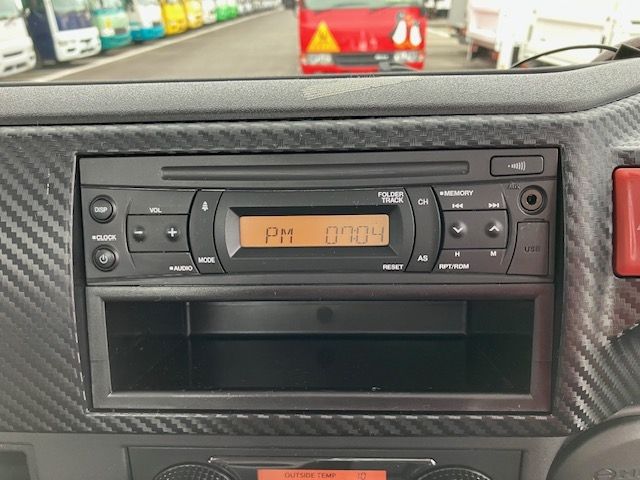 FOLDER
TRACK
CH
MEMORY
AUX
DISP
VOL
CLOCK
PM 07:04
USB
MODE
AUDIO
RESET
AS
H M
RPT/RDM
OUTSIDE TEMP 10